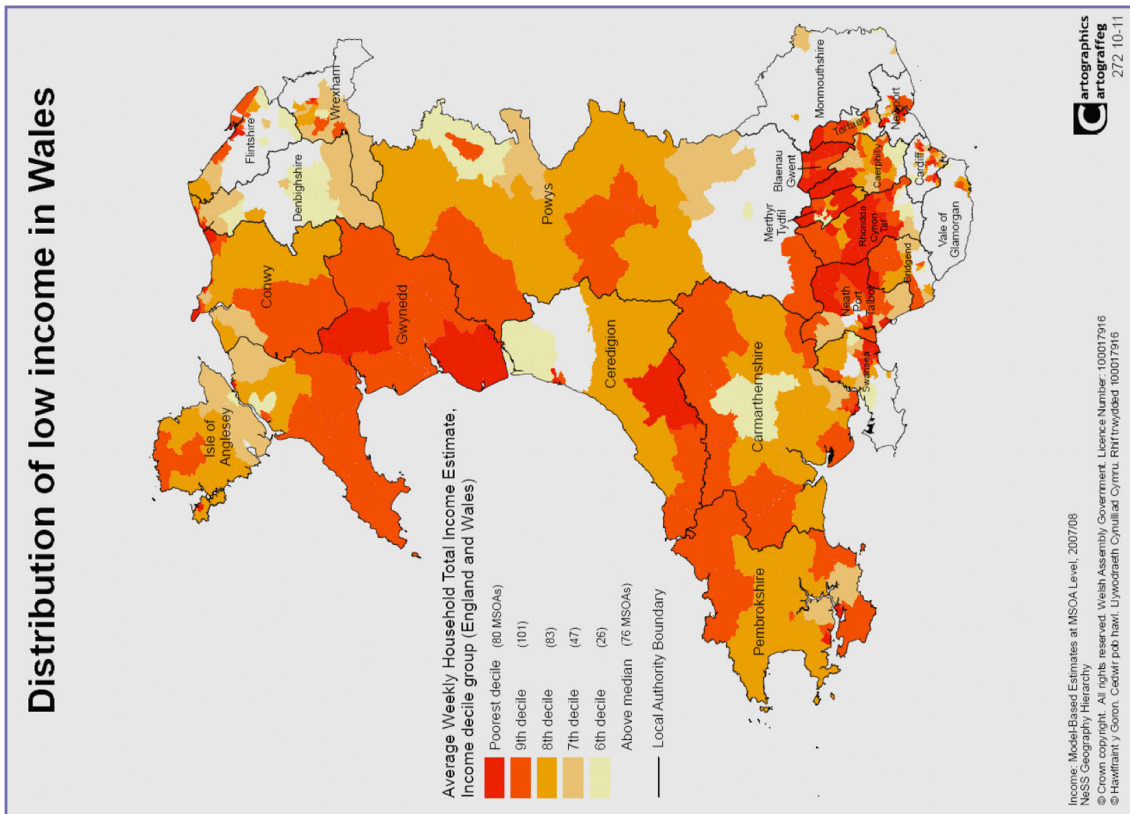 Distribution of low income in Wales
Average Weekly Household Total Income Estimate,
Income decile group (England and Wales)
Poorest decile (80 MSOAs)
9th decile (101)
8th decile (83)
7th decile (47)
6th decile (26)
Above median (76 MSOAs)
Local Authority Boundary
Isle of
Anglesey
Conwy
Gwynedd
Denbighshire
Flintshire
Wrexham
Powys
Ceredigion
Pembrokshire
Carmarthernshire
Swansea
Neath
Port
Talbot
Bridgend
Rhondda
Cynon
Taf
Merthyr
Tydfil
Blaenau
Gwent
Caerphilly
Torfaen
Monmouthshire
Newport
Cardiff
Vale of
Glamorgan
Income: Model-Based Estimates at MSOA Level, 2007/08
NeSS Geography Hierarchy
© Crown copyright. All rights reserved. Welsh Assembly Government. Licence Number: 100017916
© Hawlfraint y Goron. Cedwir pob hawl. Llywodraeth Cynulliad Cymru. Rhif trwydded 100017916
cartographics
cartograffeg
272 10-11